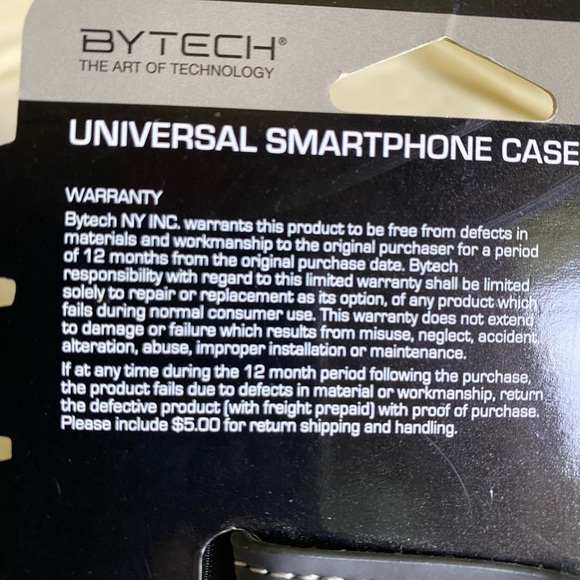 BYTECH®
THE ART OF TECHNOLOGY
UNIVERSAL SMARTPHONE CASE
WARRANTY
Bytech NY INC. warrants this product to be free from defects in
materials and workmanship to the original purchaser for a period
of 12 months from the original purchase date. Bytech
responsibility with regard to this limited warranty shall be limited
solely to repair or replacement as its option, of any product which
fails during normal consumer use. This warranty does not extend
to damage or failure which results from misuse, neglect, accident,
alteration, abuse, improper installation or maintenance.
If at any time during the 12 month period following the purchase,
the product fails due to defects in material or workmanship, return
the defective product (with freight prepaid) with proof of purchase.
Please include $5.00 for return shipping and handling.